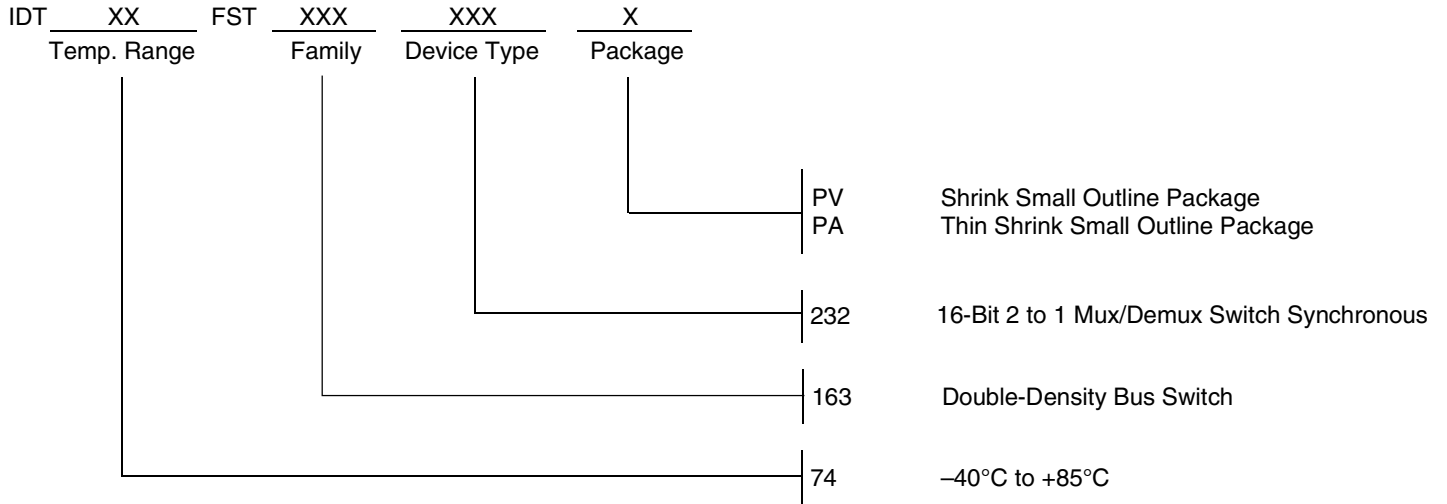 IDT XX FST XXX XXX X
Temp. Range Family Device Type Package
PV Shrink Small Outline Package
PA Thin Shrink Small Outline Package
232 16-Bit 2 to 1 Mux/Demux Switch Synchronous
163 Double-Density Bus Switch
74 –40°C to +85°C